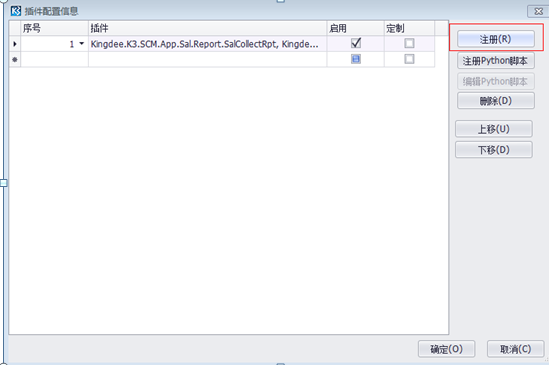 K3 插件配置信息
序号 插件 启用 定制
1 Kingdee.K3.SCM.App.Sal.Report.SalCollectRpt, Kingde...
注册(R)
注册Python脚本
编辑Python脚本
删除(D)
上移(U)
下移(D)
确定(O) 取消(C)